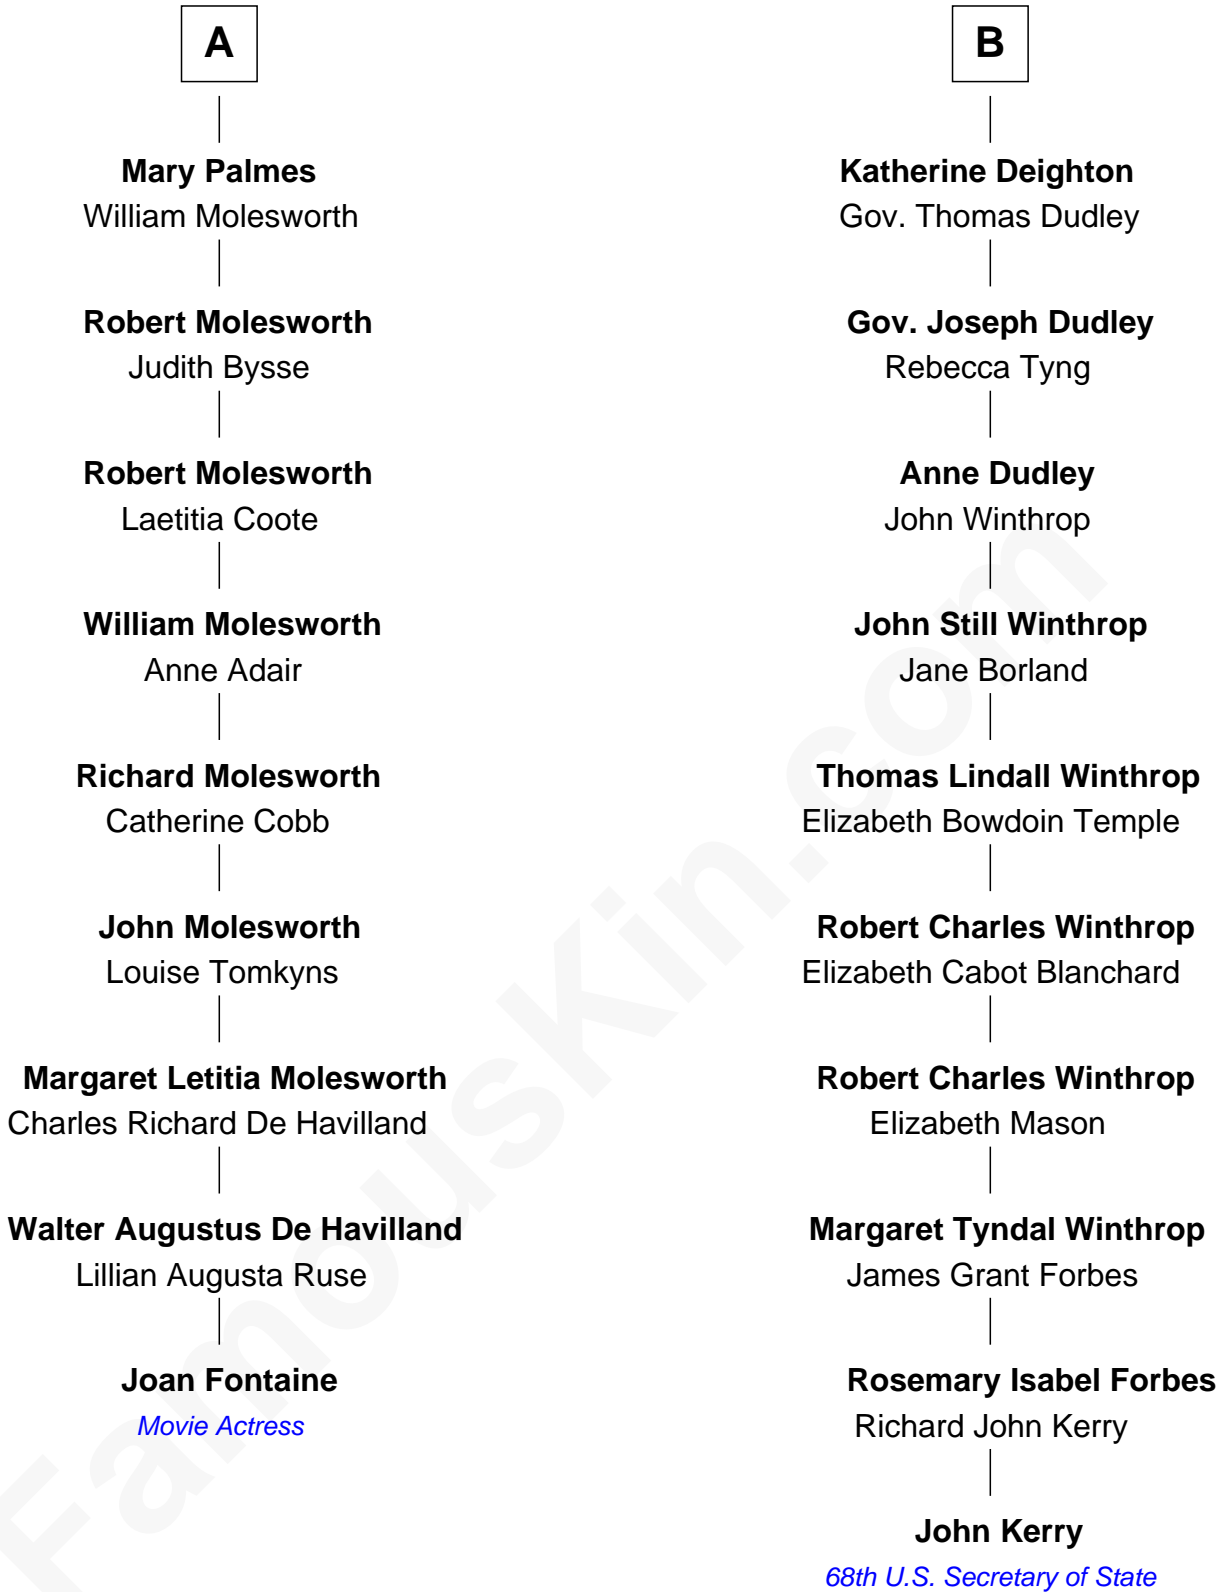 A
Mary Palmes
William Molesworth
Robert Molesworth
Judith Bysse
Robert Molesworth
Laetitia Coote
William Molesworth
Anne Adair
Richard Molesworth
Catherine Cobb
John Molesworth
Louise Tomkyns
Margaret Letitia Molesworth
Charles Richard De Havilland
Walter Augustus De Havilland
Lillian Augusta Ruse
Joan Fontaine
Movie Actress
B
Katherine Deighton
Gov. Thomas Dudley
Gov. Joseph Dudley
Rebecca Tyng
Anne Dudley
John Winthrop
John Still Winthrop
Jane Borland
Thomas Lindall Winthrop
Elizabeth Bowdoin Temple
Robert Charles Winthrop
Elizabeth Cabot Blanchard
Robert Charles Winthrop
Elizabeth Mason
Margaret Tyndal Winthrop
James Grant Forbes
Rosemary Isabel Forbes
Richard John Kerry
John Kerry
68th U.S. Secretary of State
FamousKin.com